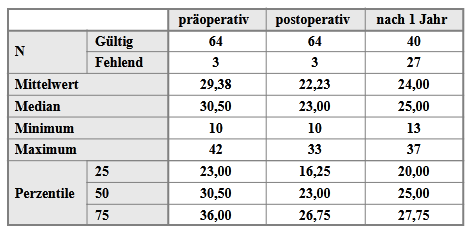 präoperativ postoperativ nach 1 Jahr
N Gültig 64 64 40
Fehlend 3 3 27
Mittelwert 29,38 22,23 24,00
Median 30,50 23,00 25,00
Minimum 10 10 13
Maximum 42 33 37
Perzentile 25 23,00 16,25 20,00
50 30,50 23,00 25,00
75 36,00 26,75 27,75